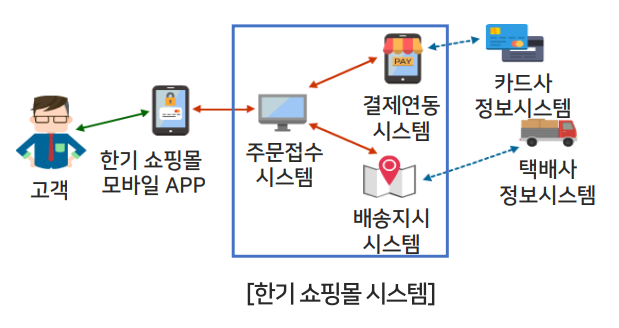 고객
한기 쇼핑몰
모바일 APP
주문접수
시스템
PAY
결제연동
시스템
배송지시
시스템
카드사
정보시스템
택배사
정보시스템
[한기 쇼핑몰 시스템]